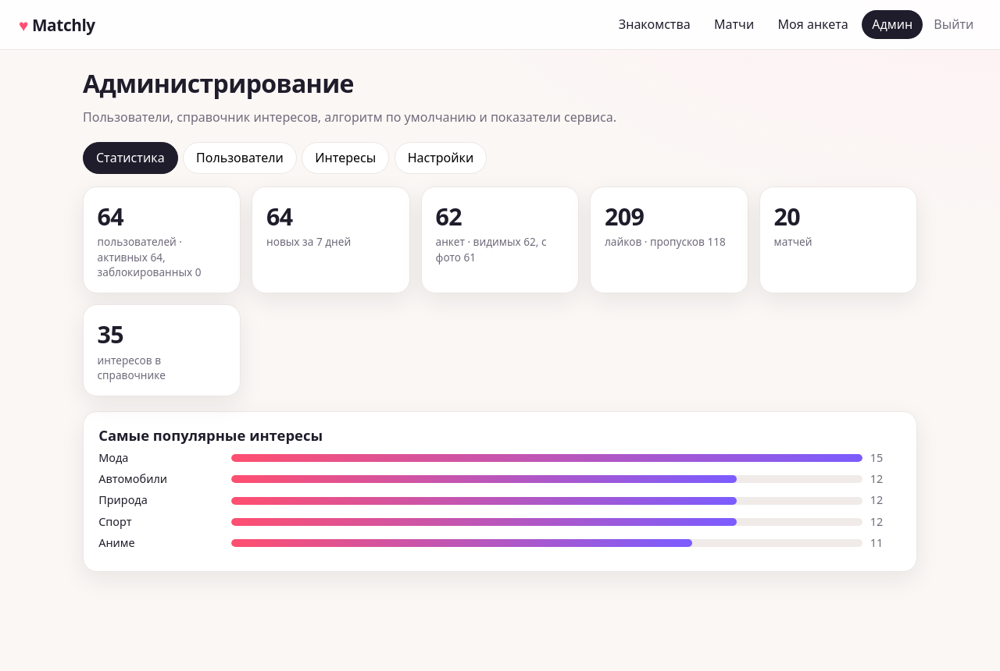 ♥ Matchly
Знакомства Матчи Моя анкета Админ Выйти
Администрирование
Пользователи, справочник интересов, алгоритм по умолчанию и показатели сервиса.
Статистика Пользователи Интересы Настройки
64
пользователей ·
активных 64,
заблокированных 0
64
новых за 7 дней
62
анкет · видимых 62, с
фото 61
209
лайков · пропусков 118
20
матчей
35
интересов в
справочнике
Самые популярные интересы
Мода 15
Автомобили 12
Природа 12
Спорт 12
Аниме 11